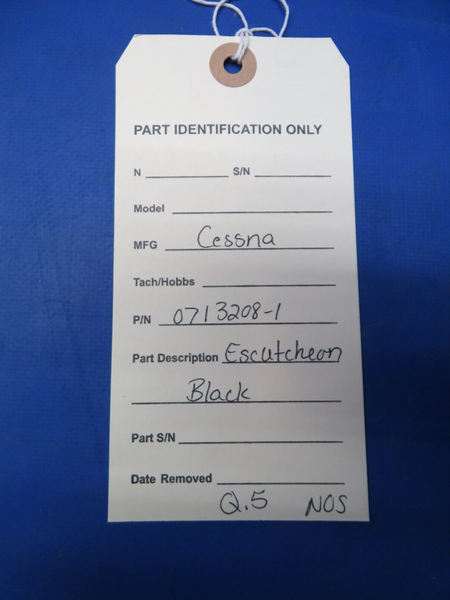 PART IDENTIFICATION ONLY
N S/N
Model
MFG Cessna
Tach/Hobbs
P/N 0713208-1
Part Description Escutcheon
Black
Part S/N
Date Removed
Q.5 NOS